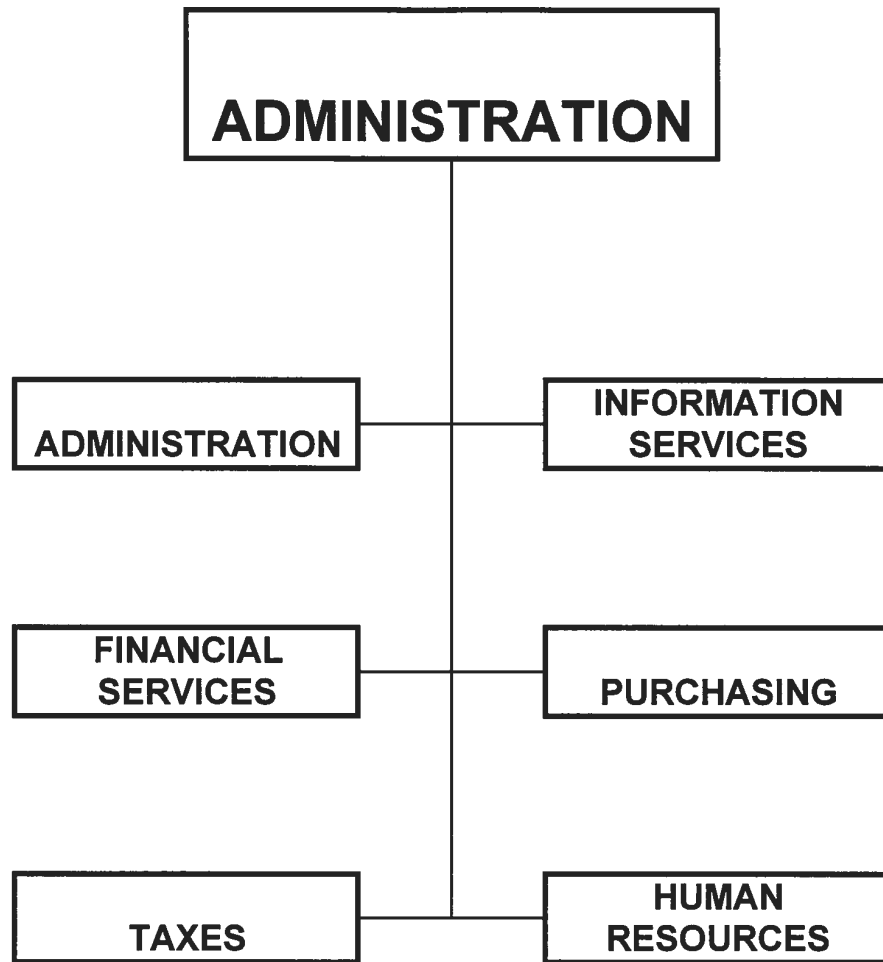 ADMINISTRATION
ADMINISTRATION
INFORMATION
SERVICES
FINANCIAL
SERVICES
PURCHASING
TAXES
HUMAN
RESOURCES